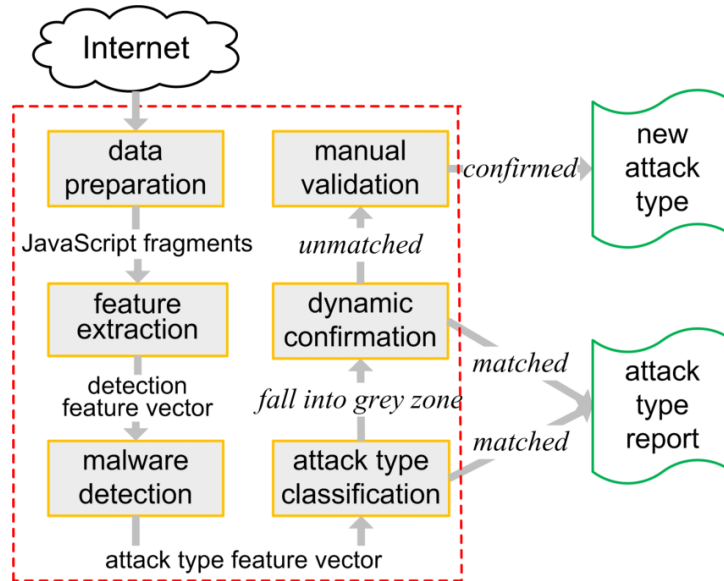 Internet
data
preparation
JavaScript fragments
feature
extraction
detection
feature vector
malware
detection
attack type feature vector
attack type
classification
fall into grey zone
dynamic
confirmation
unmatched
manual
validation
confirmed
new
attack
type
matched
matched
attack
type
report